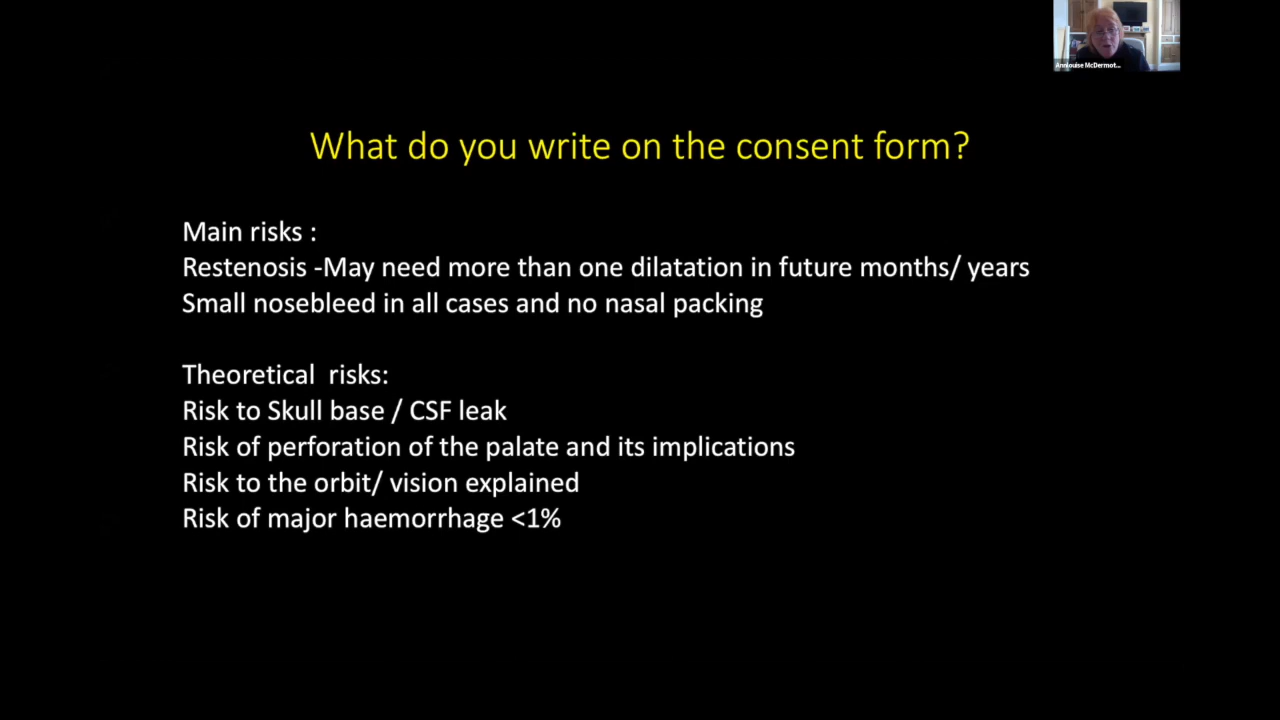 Annlouise McDermot...
What do you write on the consent form?
Main risks :
Restenosis -May need more than one dilatation in future months/ years
Small nosebleed in all cases and no nasal packing
Theoretical  risks:
Risk to Skull base / CSF leak
Risk of perforation of the palate and its implications
Risk to the orbit/ vision explained
Risk of major haemorrhage <1%